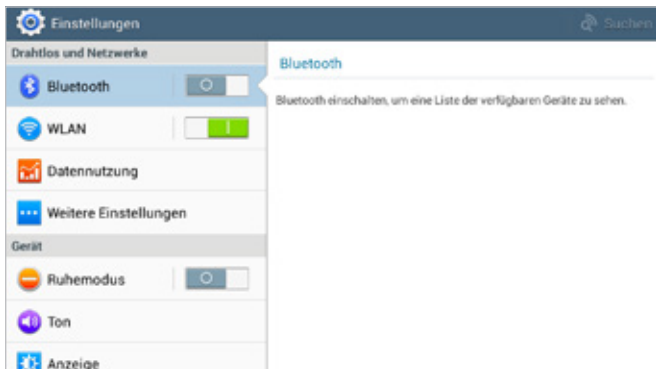 Einstellungen
Suchen
Drahtlos und Netzwerke
Bluetooth
WLAN
Datennutzung
Weitere Einstellungen
Gerät
Ruhemodus
Ton
Anzeige
Bluetooth
Bluetooth einschalten, um eine Liste der verfügbaren Geräte zu sehen.